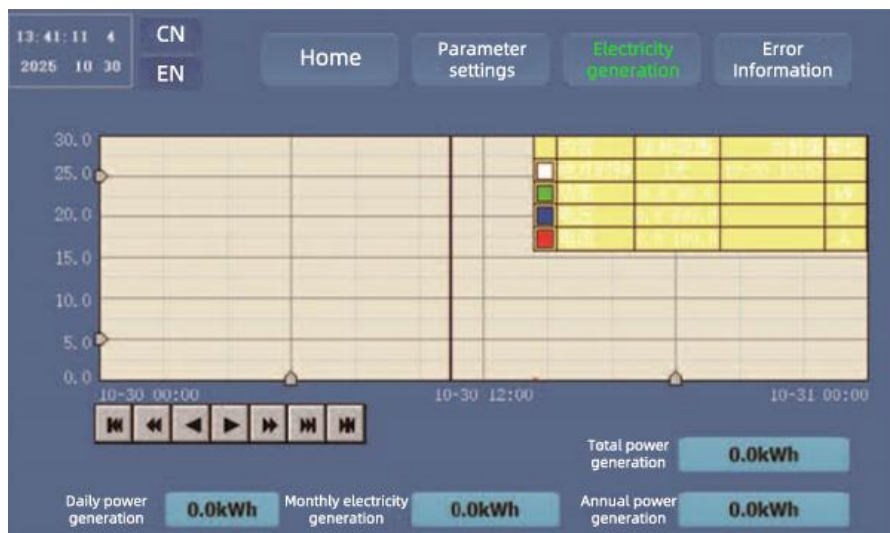 13:41:11 4
2025 10 30
CN
EN
Home
Parameter
settings
Electricity
generation
Error
Information
30.0
25.0
20.0
15.0
10.0
5.0
0.0
10-30 00:00
10-30 12:00
10-31 00:00
Total power
generation
0.0kWh
Daily power
generation
0.0kWh
Monthly electricity
generation
0.0kWh
Annual power
generation
0.0kWh